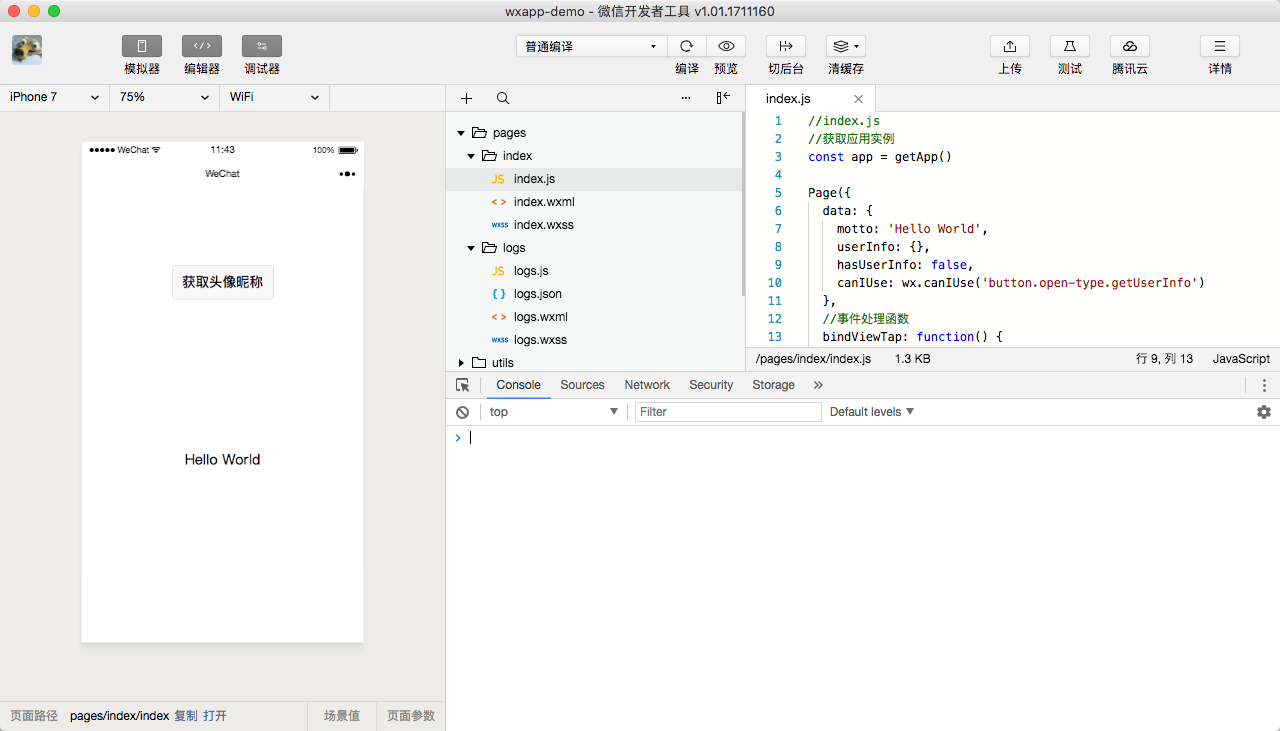 wxapp-demo - 微信开发者工具 v1.01.1711160
模拟器 编辑器 调试器
普通编译
编译 预览 切后台 清缓存
上传 测试 腾讯云 详情
iPhone 7 75% WiFi
WeChat 11:43 100%
WeChat
获取头像昵称
Hello World
页面路径 pages/index/index 复制 打开 场景值 页面参数
pages
index
JS index.js
< > index.wxml
wxss index.wxss
logs
JS logs.js
{ } logs.json
< > logs.wxml
wxss logs.wxss
utils
index.js
1 //index.js
2 //获取应用实例
3 const app = getApp()
4
5 Page({
6 data: {
7 motto: 'Hello World',
8 userInfo: {},
9 hasUserInfo: false,
10 canIUse: wx.canIUse('button.open-type.getUserInfo')
11 },
12 //事件处理函数
13 bindViewTap: function() {
/pages/index/index.js 1.3 KB 行 9, 列 13 JavaScript
Console Sources Network Security Storage »
top Filter Default levels